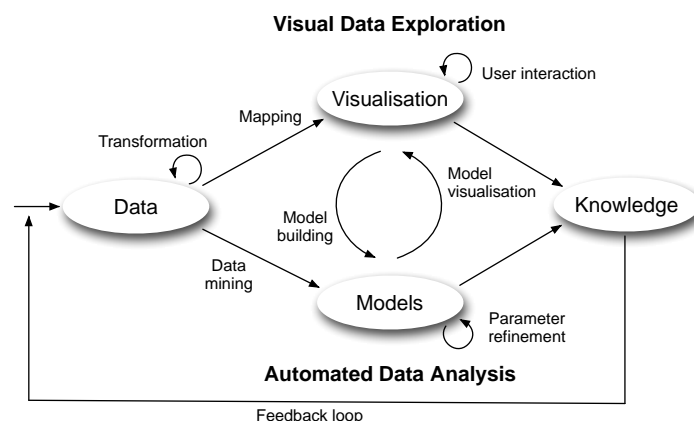 Visual Data Exploration
User interaction
Visualisation
Mapping
Transformation
Data
Model
visualisation
Model
building
Knowledge
Data
mining
Models
Parameter
refinement
Automated Data Analysis
Feedback loop